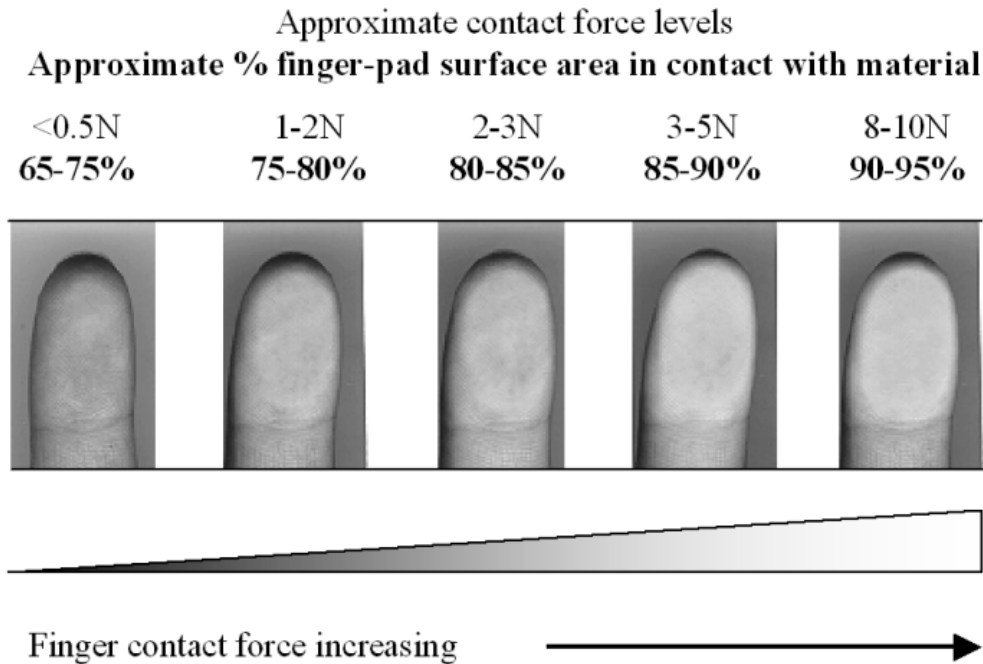 Approximate contact force levels
Approximate % finger-pad surface area in contact with material
<0.5N 1-2N 2-3N 3-5N 8-10N
65-75% 75-80% 80-85% 85-90% 90-95%
Finger contact force increasing